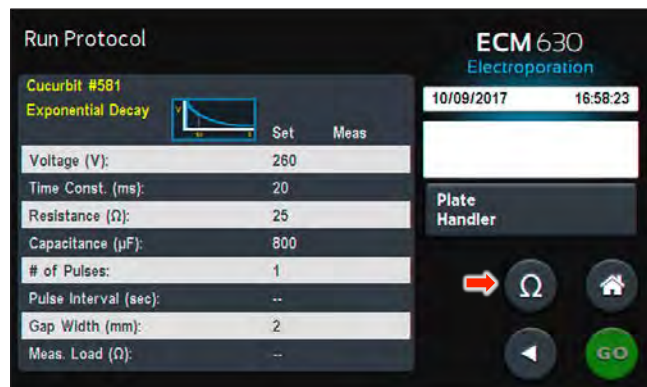 Run Protocol
ECM 630
Electroporation
Cucurbit #581
Exponential Decay
Set Meas
10/09/2017 16:58:23
Voltage (V): 260
Time Const. (ms): 20
Resistance (Ω): 25
Capacitance (µF): 800
# of Pulses: 1
Pulse Interval (sec): --
Gap Width (mm): 2
Meas. Load (Ω): --
Plate
Handler
Ω
GO